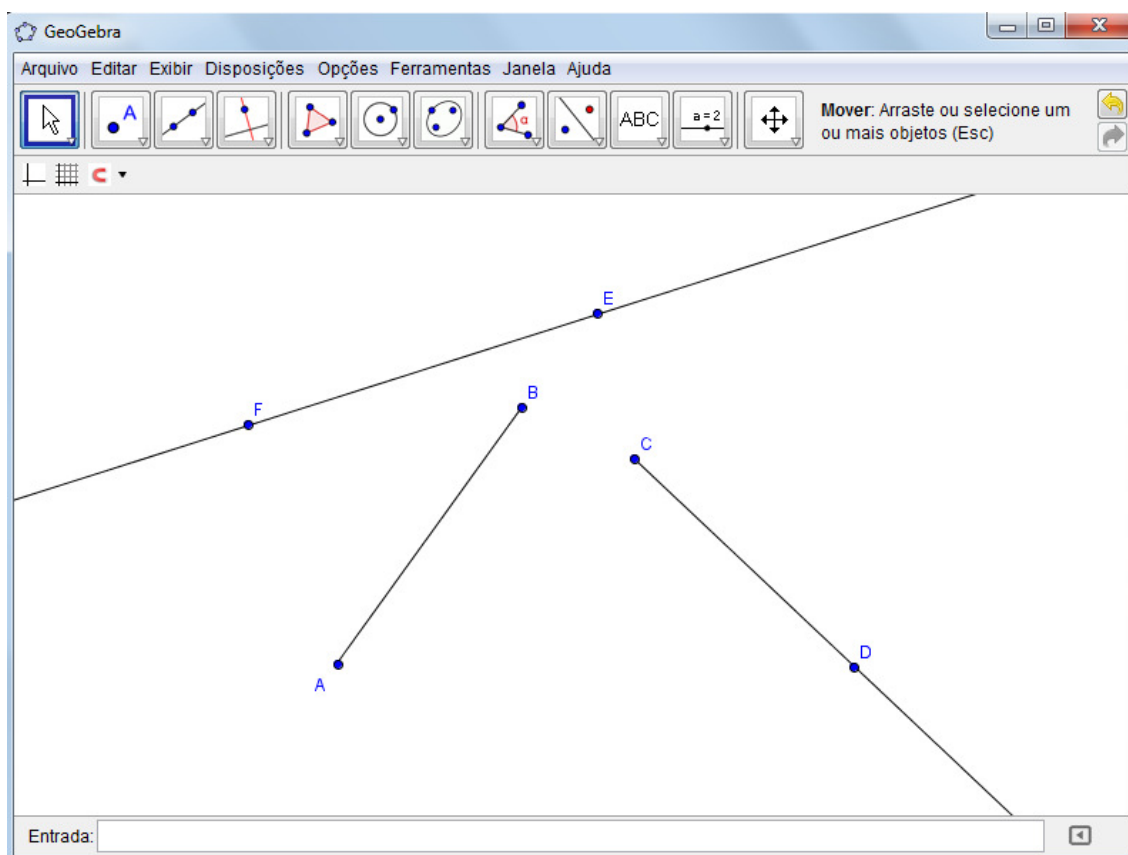 GeoGebra
Arquivo Editar Exibir Disposições Opções Ferramentas Janela Ajuda
A
α
ABC
a = 2
Mover: Arraste ou selecione um
ou mais objetos (Esc)
E
B
F
C
D
A
Entrada: